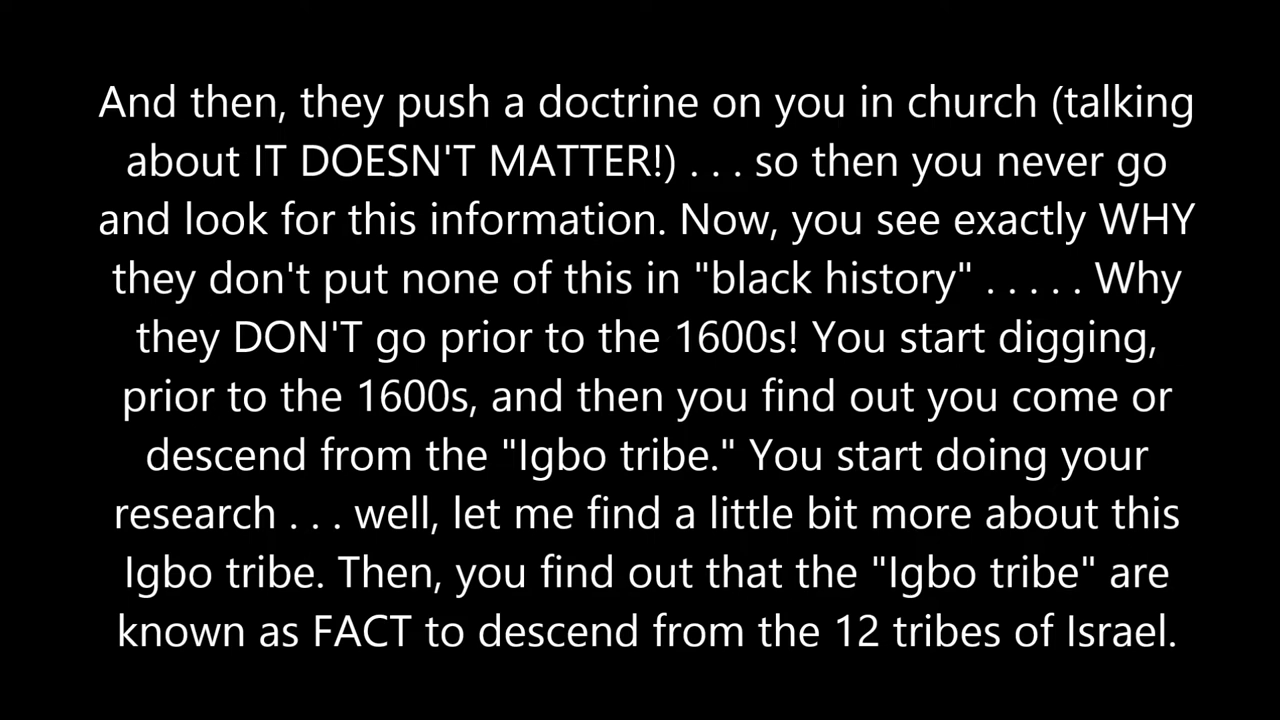 And then, they push a doctrine on you in church (talking
about IT DOESN'T MATTER!) . . . so then you never go
and look for this information. Now, you see exactly WHY
they don't put none of this in "black history" . . . . . Why
they DON'T go prior to the 1600s! You start digging,
prior to the 1600s, and then you find out you come or
descend from the "Igbo tribe." You start doing your
research . . . well, let me find a little bit more about this
Igbo tribe. Then, you find out that the "Igbo tribe" are
known as FACT to descend from the 12 tribes of Israel.